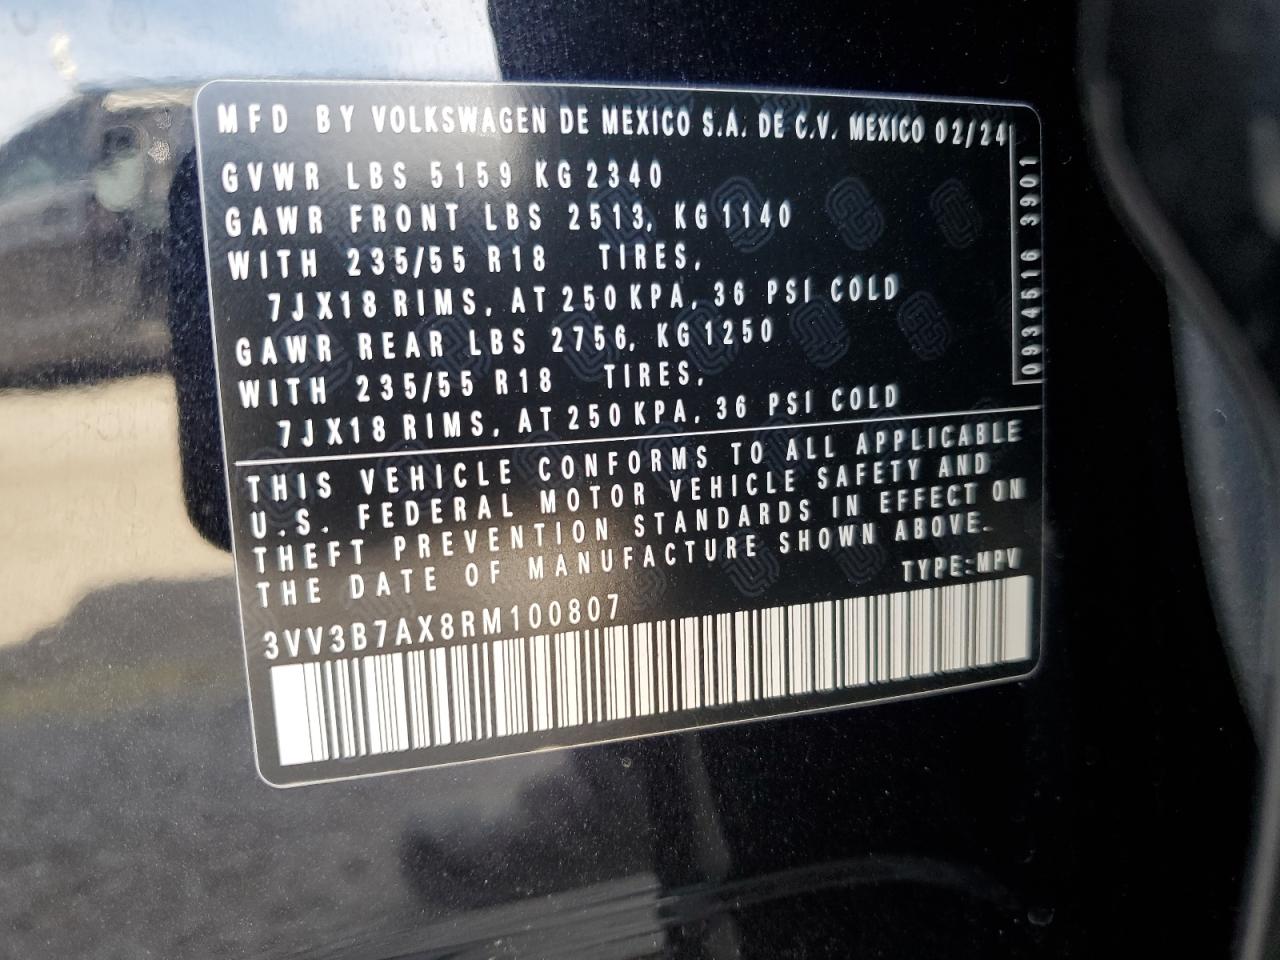 MFD BY VOLKSWAGEN DE MEXICO S.A. DE C.V. MEXICO 02/24
GVWR LBS 5159 KG 2340
GAWR FRONT LBS 2513, KG 1140
WITH 235/55 R18 TIRES,
7JX18 RIMS, AT 250 KPA, 36 PSI COLD
GAWR REAR LBS 2756, KG 1250
WITH 235/55 R18 TIRES,
7JX18 RIMS, AT 250 KPA, 36 PSI COLD
0934516 3901
THIS VEHICLE CONFORMS TO ALL APPLICABLE
U.S. FEDERAL MOTOR VEHICLE SAFETY AND
THEFT PREVENTION STANDARDS IN EFFECT ON
THE DATE OF MANUFACTURE SHOWN ABOVE.
TYPE:MPV
3VV3B7AX8RM100807